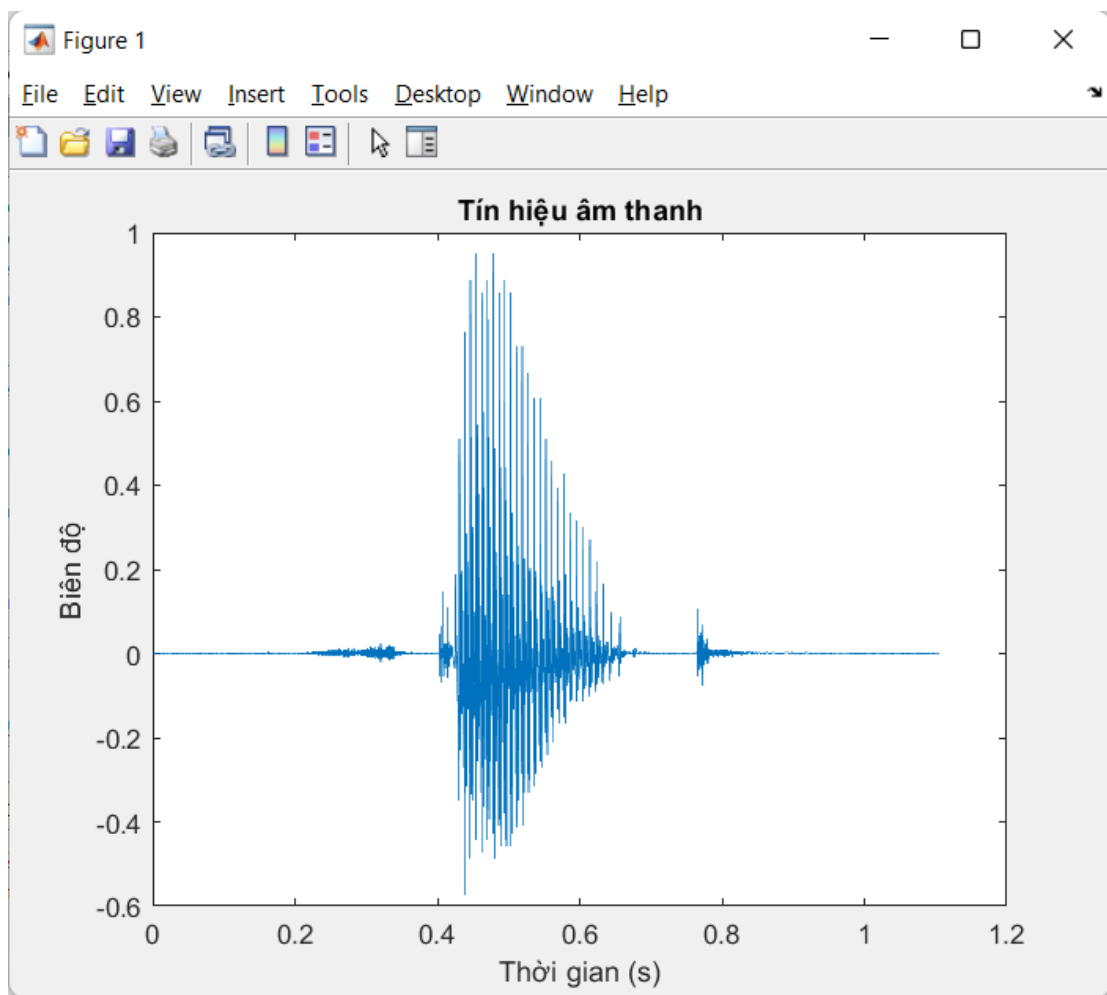 Figure 1
File Edit View Insert Tools Desktop Window Help
Tín hiệu âm thanh
1
0.8
0.6
0.4
0.2
0
-0.2
-0.4
-0.6
Biên độ
0 0.2 0.4 0.6 0.8 1 1.2
Thời gian (s)